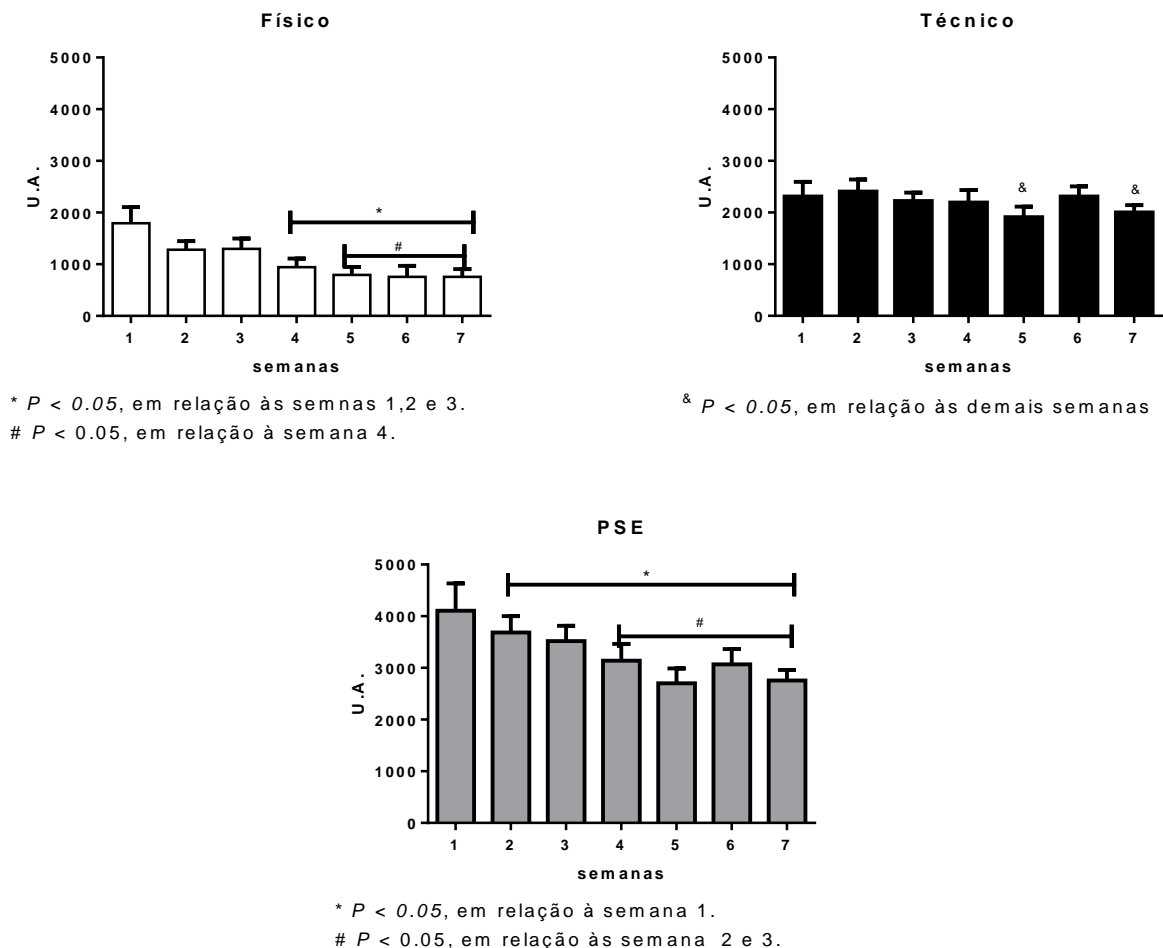 Físico
5000
4000
3000
2000
1000
0
U.A.
*
#
1 2 3 4 5 6 7
semanas
* P < 0.05, em relação às semnas 1,2 e 3.
# P < 0.05, em relação à semana 4.
Técnico
5000
4000
3000
2000
1000
0
U.A.
& &
1 2 3 4 5 6 7
semanas
& P < 0.05, em relação às demais semanas
PSE
5000
4000
3000
2000
1000
0
U.A.
*
#
1 2 3 4 5 6 7
semanas
* P < 0.05, em relação à semana 1.
# P < 0.05, em relação às semana 2 e 3.